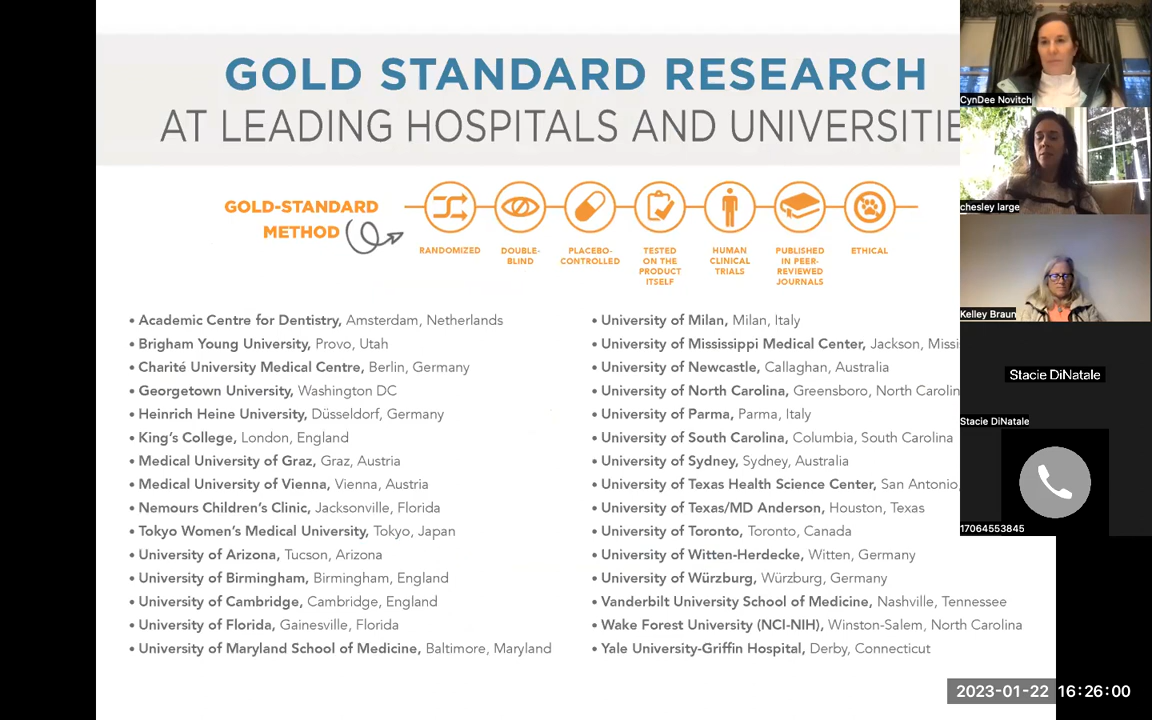 GOLD STANDARD RESEARCH
AT LEADING HOSPITALS AND UNIVERSITIE
GOLD-STANDARD
METHOD
RANDOMIZED
DOUBLE-
BLIND
PLACEBO-
CONTROLLED
TESTED
ON THE
PRODUCT
ITSELF
HUMAN
CLINICAL
TRIALS
PUBLISHED
IN PEER-
REVIEWED
JOURNALS
ETHICAL
• Academic Centre for Dentistry, Amsterdam, Netherlands
• Brigham Young University, Provo, Utah
• Charité University Medical Centre, Berlin, Germany
• Georgetown University, Washington DC
• Heinrich Heine University, Düsseldorf, Germany
• King's College, London, England
• Medical University of Graz, Graz, Austria
• Medical University of Vienna, Vienna, Austria
• Nemours Children's Clinic, Jacksonville, Florida
• Tokyo Women's Medical University, Tokyo, Japan
• University of Arizona, Tucson, Arizona
• University of Birmingham, Birmingham, England
• University of Cambridge, Cambridge, England
• University of Florida, Gainesville, Florida
• University of Maryland School of Medicine, Baltimore, Maryland
• University of Milan, Milan, Italy
• University of Mississippi Medical Center, Jackson, Missi
• University of Newcastle, Callaghan, Australia
• University of North Carolina, Greensboro, North Carolin
• University of Parma, Parma, Italy
• University of South Carolina, Columbia, South Carolina
• University of Sydney, Sydney, Australia
• University of Texas Health Science Center, San Antonio,
• University of Texas/MD Anderson, Houston, Texas
• University of Toronto, Toronto, Canada
• University of Witten-Herdecke, Witten, Germany
• University of Würzburg, Würzburg, Germany
• Vanderbilt University School of Medicine, Nashville, Tennessee
• Wake Forest University (NCI-NIH), Winston-Salem, North Carolina
• Yale University-Griffin Hospital, Derby, Connecticut
CynDee Novitch
chesley large
Kelley Braun
Stacie DiNatale
Stacie DiNatale
17064553845
2023-01-22 16:26:00